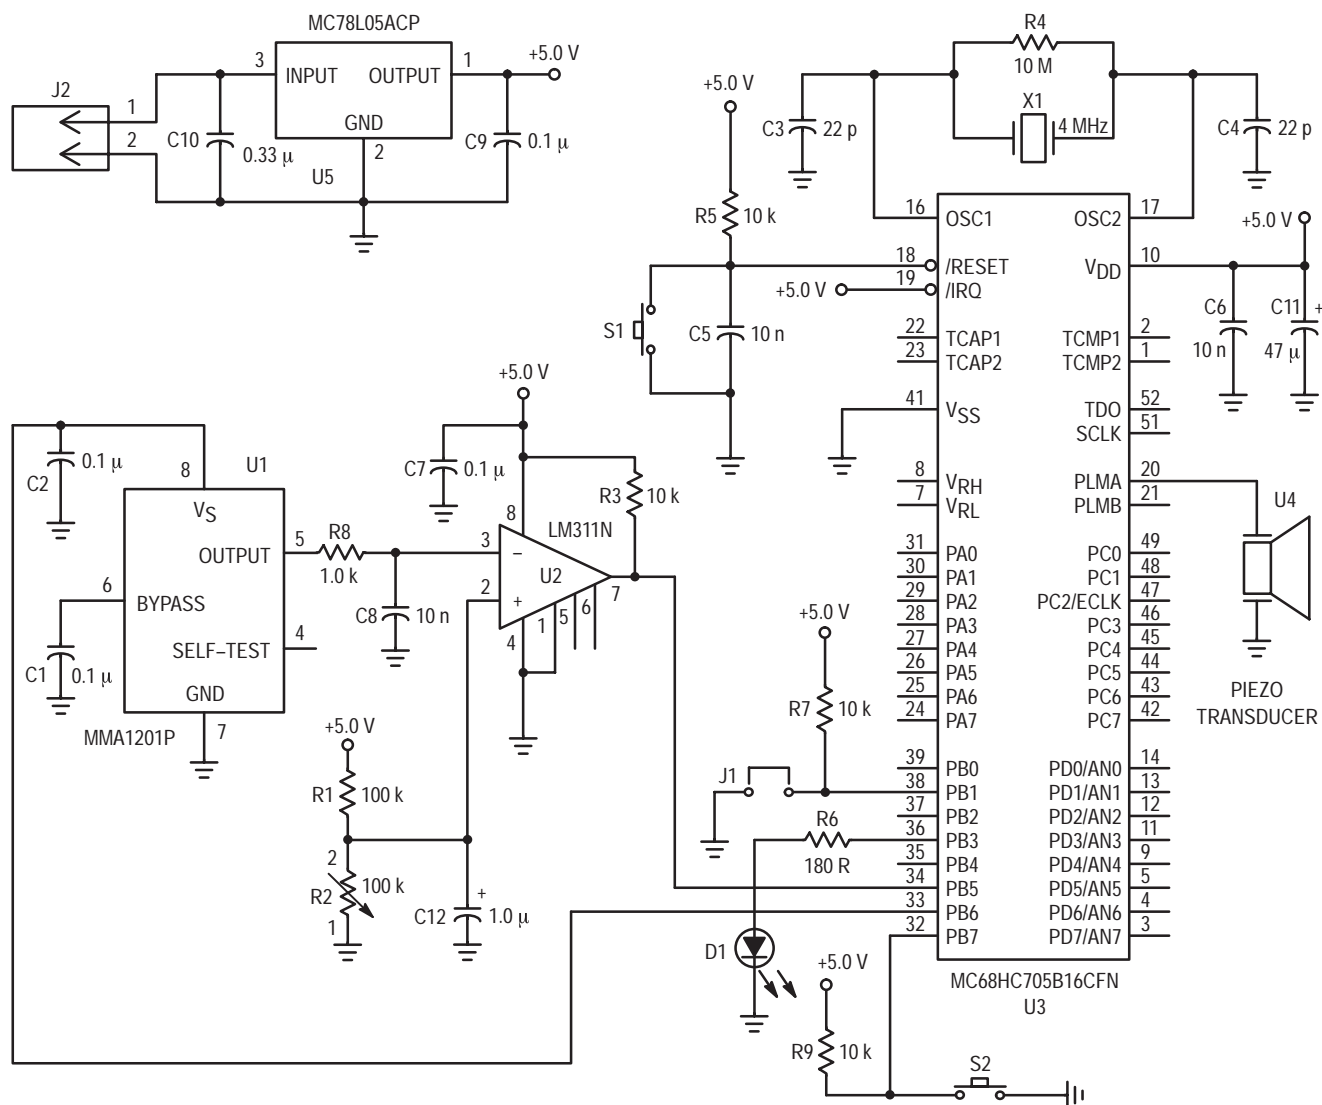 MC78L05ACP
J2
1
2
3
INPUT
OUTPUT
1
+5.0 V
GND
2
C10
0.33 μ
U5
C9
0.1 μ
R4
10 M
X1
4 MHz
C3
22 p
C4
22 p
+5.0 V
R5
10 k
16
OSC1
OSC2
17
+5.0 V
18
/RESET
VDD
10
+5.0 V
19
/IRQ
S1
C5
10 n
C6
10 n
C11
+
47 μ
22
TCAP1
TCMP1
2
23
TCAP2
TCMP2
1
41
VSS
TDO
52
SCLK
51
8
VRH
PLMA
20
7
VRL
PLMB
21
U4
PIEZO
TRANSDUCER
31
PA0
PC0
49
30
PA1
PC1
48
29
PA2
PC2/ECLK
47
28
PA3
PC3
46
27
PA4
PC4
45
26
PA5
PC5
44
25
PA6
PC6
43
24
PA7
PC7
42
39
PB0
PD0/AN0
14
38
PB1
PD1/AN1
13
37
PB2
PD2/AN2
12
36
PB3
PD3/AN3
11
35
PB4
PD4/AN4
9
34
PB5
PD5/AN5
5
33
PB6
PD6/AN6
4
32
PB7
PD7/AN7
3
MC68HC705B16CFN
U3
+5.0 V
C7
0.1 μ
R3
10 k
8
LM311N
3
–
U2
2
+
7
4
1
5
6
C2
0.1 μ
8
U1
VS
OUTPUT
5
R8
1.0 k
6
BYPASS
C8
10 n
SELF–TEST
4
C1
0.1 μ
GND
7
MMA1201P
+5.0 V
R1
100 k
2
R2
100 k
1
+
C12
1.0 μ
+5.0 V
R7
10 k
J1
R6
180 R
D1
+5.0 V
R9
10 k
S2